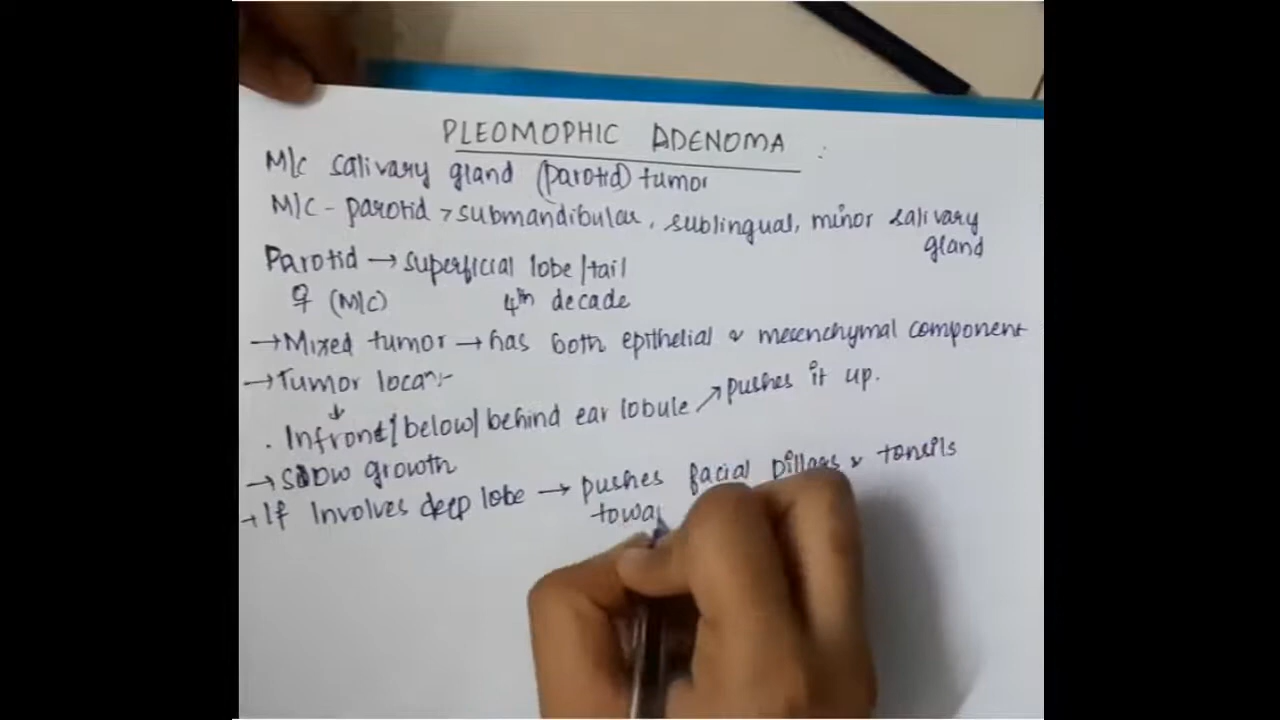 PLEOMOPHIC ADENOMA :
M/c salivary gland (parotid) tumor
M/C - parotid > submandibular, sublingual, minor salivary
gland
Parotid → superficial lobe/tail
♀ (M/C) 4th decade
→ Mixed tumor → has both epithelial & mesenchymal component
→ Tumor locan:-
↓
. Infront/below/behind ear lobule ↗ pushes it up.
→ Slow growth
→ If Involves deep lobe → pushes facial pillars & tonsils
towa